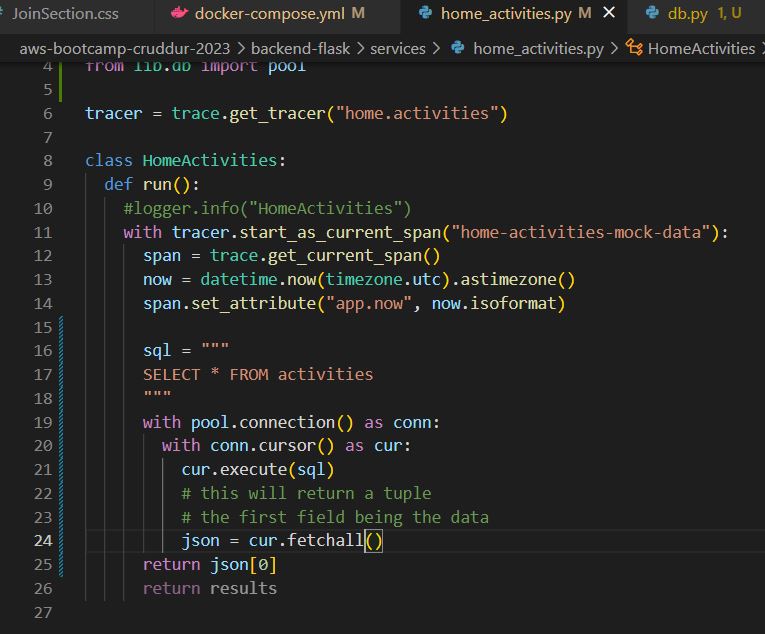 JoinSection.css docker-compose.yml M home_activities.py M db.py 1, U
aws-bootcamp-cruddur-2023 > backend-flask > services > home_activities.py > HomeActivities >
4 from lib.db import pool
5
6 tracer = trace.get_tracer("home.activities")
7
8 class HomeActivities:
9 def run():
10 #logger.info("HomeActivities")
11 with tracer.start_as_current_span("home-activities-mock-data"):
12 span = trace.get_current_span()
13 now = datetime.now(timezone.utc).astimezone()
14 span.set_attribute("app.now", now.isoformat)
15
16 sql = """
17 SELECT * FROM activities
18 """
19 with pool.connection() as conn:
20 with conn.cursor() as cur:
21 cur.execute(sql)
22 # this will return a tuple
23 # the first field being the data
24 json = cur.fetchall()
25 return json[0]
26 return results
27